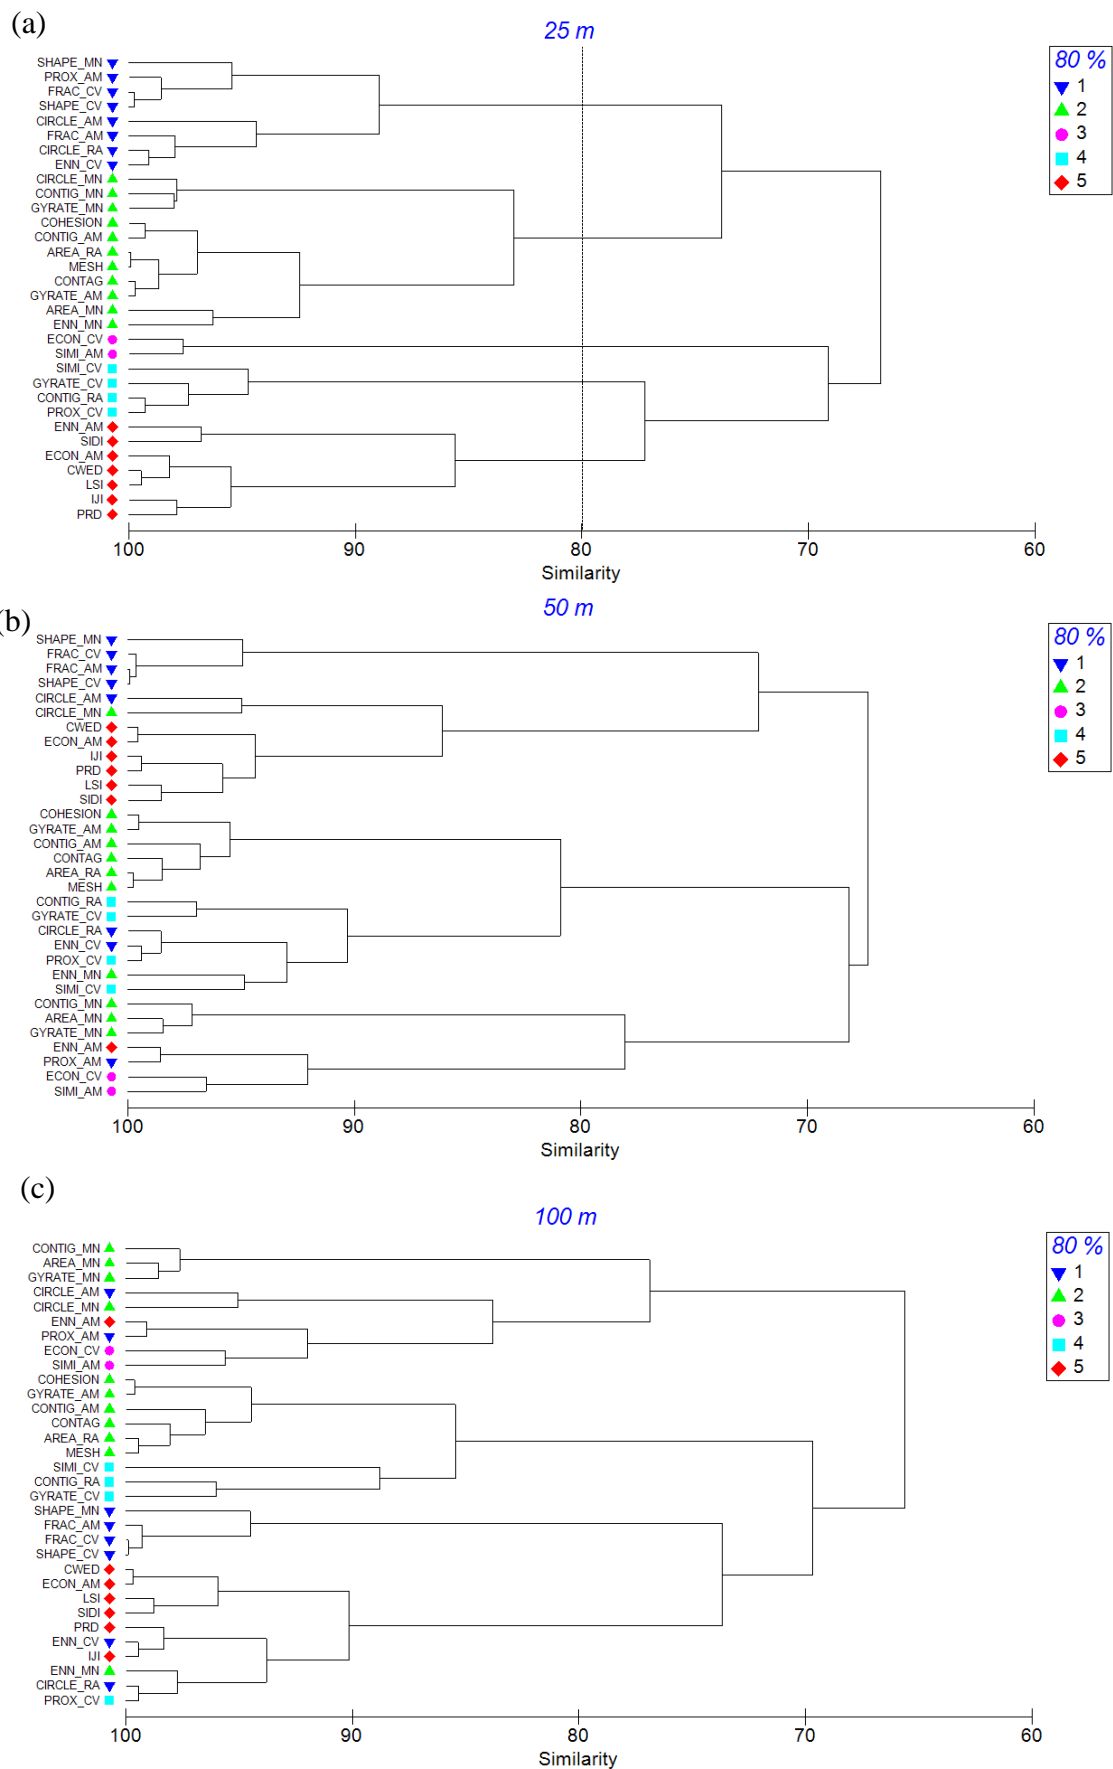 (a)
25 m
SHAPE_MN
PROX_AM
FRAC_CV
SHAPE_CV
CIRCLE_AM
FRAC_AM
CIRCLE_RA
ENN_CV
CIRCLE_MN
CONTIG_MN
GYRATE_MN
COHESION
CONTIG_AM
AREA_RA
MESH
CONTAG
GYRATE_AM
AREA_MN
ENN_MN
ECON_CV
SIMI_AM
SIMI_CV
GYRATE_CV
CONTIG_RA
PROX_CV
ENN_AM
SIDI
ECON_AM
CWED
LSI
IJI
PRD
100 90 80 70 60
Similarity
80 %
1
2
3
4
5
(b)
50 m
SHAPE_MN
FRAC_CV
FRAC_AM
SHAPE_CV
CIRCLE_AM
CIRCLE_MN
CWED
ECON_AM
IJI
PRD
LSI
SIDI
COHESION
GYRATE_AM
CONTIG_AM
CONTAG
AREA_RA
MESH
CONTIG_RA
GYRATE_CV
CIRCLE_RA
ENN_CV
PROX_CV
ENN_MN
SIMI_CV
CONTIG_MN
AREA_MN
GYRATE_MN
ENN_AM
PROX_AM
ECON_CV
SIMI_AM
100 90 80 70 60
Similarity
80 %
1
2
3
4
5
(c)
100 m
CONTIG_MN
AREA_MN
GYRATE_MN
CIRCLE_AM
CIRCLE_MN
ENN_AM
PROX_AM
ECON_CV
SIMI_AM
COHESION
GYRATE_AM
CONTIG_AM
CONTAG
AREA_RA
MESH
SIMI_CV
CONTIG_RA
GYRATE_CV
SHAPE_MN
FRAC_AM
FRAC_CV
SHAPE_CV
CWED
ECON_AM
LSI
SIDI
PRD
ENN_CV
IJI
ENN_MN
CIRCLE_RA
PROX_CV
100 90 80 70 60
Similarity
80 %
1
2
3
4
5